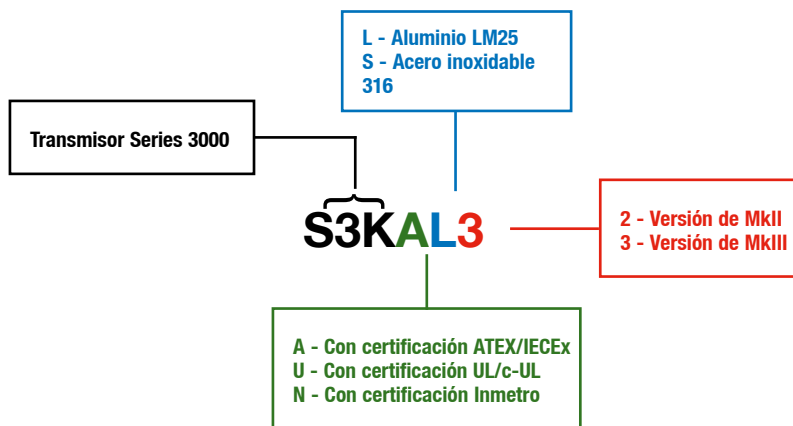 L - Aluminio LM25
S - Acero inoxidable
316
Transmisor Series 3000
S3KAL3
2 - Versión de MkII
3 - Versión de MkIII
A - Con certificación ATEX/IECEx
U - Con certificación UL/c-UL
N - Con certificación Inmetro